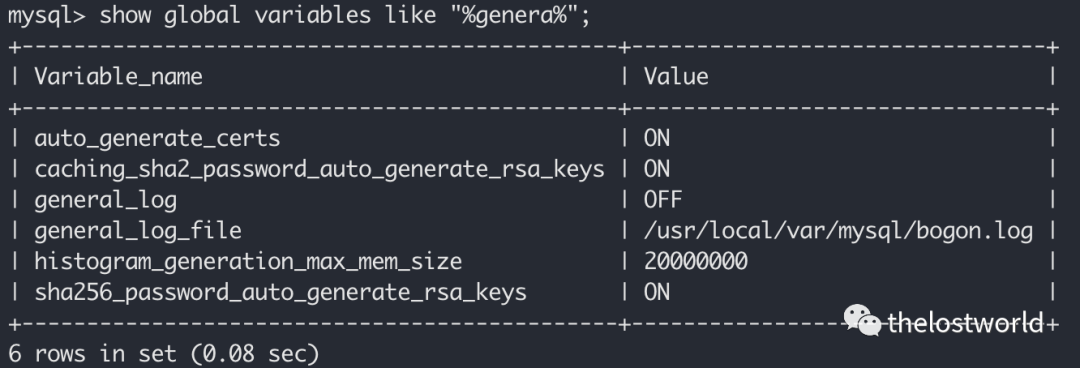 mysql> show global variables like "%genera%";
+----------------------------------------------+--------------------------------+
| Variable_name | Value |
+----------------------------------------------+--------------------------------+
| auto_generate_certs | ON |
| caching_sha2_password_auto_generate_rsa_keys | ON |
| general_log | OFF |
| general_log_file | /usr/local/var/mysql/bogon.log |
| histogram_generation_max_mem_size | 20000000 |
| sha256_password_auto_generate_rsa_keys | ON |
+----------------------------------------------+--------------------------------+
thelostworld
6 rows in set (0.08 sec)